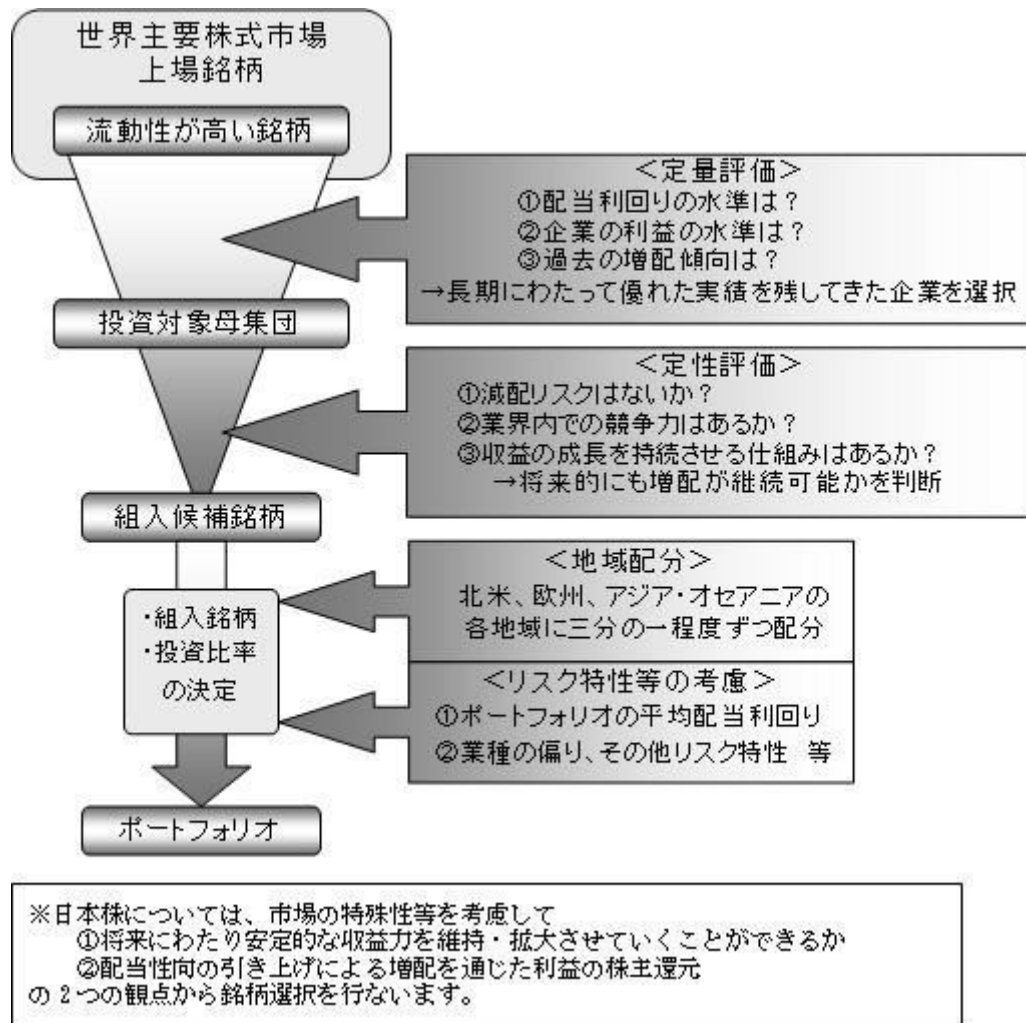 世界主要株式市場
上場銘柄
流動性が高い銘柄
＜定量評価＞
①配当利回りの水準は？
②企業の利益の水準は？
③過去の増配傾向は？
→長期にわたって優れた実績を残してきた企業を選択
投資対象母集団
＜定性評価＞
①減配リスクはないか？
②業界内での競争力はあるか？
③収益の成長を持続させる仕組みはあるか？
→将来的にも増配が継続可能かを判断
組入候補銘柄
＜地域配分＞
北米、欧州、アジア・オセアニアの
各地域に三分の一程度ずつ配分
・組入銘柄
・投資比率
の決定
＜リスク特性等の考慮＞
①ポートフォリオの平均配当利回り
②業種の偏り、その他リスク特性　等
ポートフォリオ
※日本株については、市場の特殊性等を考慮して
①将来にわたり安定的な収益力を維持・拡大させていくことができるか
②配当性向の引き上げによる増配を通じた利益の株主還元
の２つの観点から銘柄選択を行ないます。